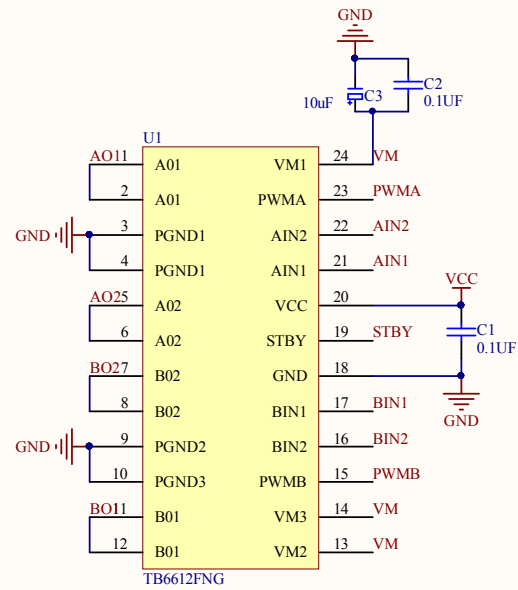 GND
C2
C3
10uF
0.1UF
U1
AO1 1 A01 VM1 24 VM
2 A01 PWMA 23 PWMA
GND 3 PGND1 AIN2 22 AIN2
4 PGND1 AIN1 21 AIN1
VCC
AO2 5 A02 VCC 20
6 A02 STBY 19 STBY
C1
0.1UF
BO2 7 B02 GND 18
8 B02 BIN1 17 BIN1
GND
GND 9 PGND2 BIN2 16 BIN2
10 PGND3 PWMB 15 PWMB
BO1 11 B01 VM3 14 VM
12 B01 VM2 13 VM
TB6612FNG